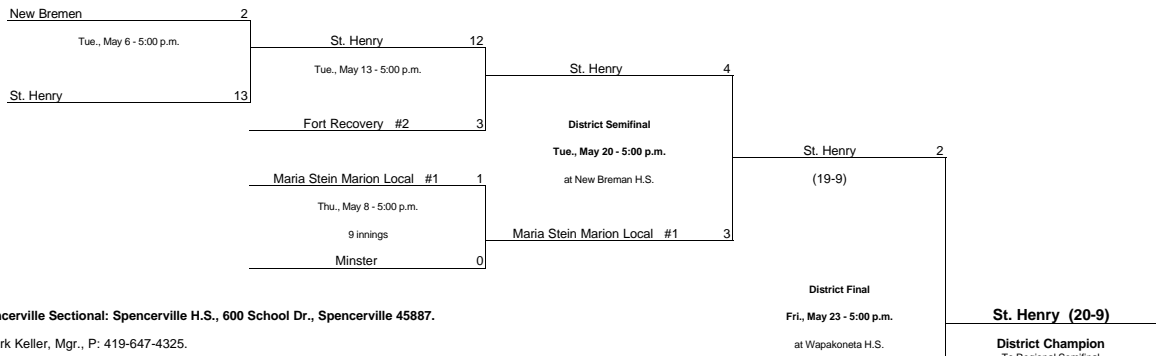 New Bremen 2
Tue., May 6 - 5:00 p.m.
St. Henry 12
Tue., May 13 - 5:00 p.m.
St. Henry 4
St. Henry 13
Fort Recovery #2 3
District Semifinal
Tue., May 20 - 5:00 p.m.
St. Henry 2
Maria Stein Marion Local #1 1
at New Breman H.S.
(19-9)
Thu., May 8 - 5:00 p.m.
9 innings
Maria Stein Marion Local #1 3
Minster 0
District Final
cerville Sectional: Spencerville H.S., 600 School Dr., Spencerville 45887.
Fri., May 23 - 5:00 p.m.
St. Henry (20-9)
rk Keller, Mgr., P: 419-647-4325.
at Wapakoneta H.S.
District Champion
To Regional Semifinal